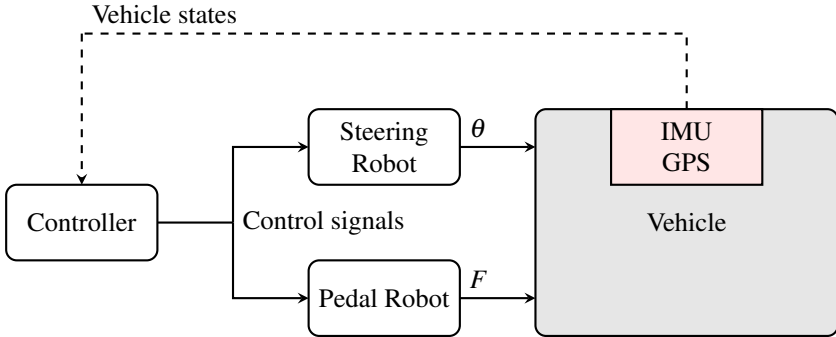 Vehicle states
Steering
Robot
θ
IMU
GPS
Controller
Control signals
Vehicle
Pedal Robot
F